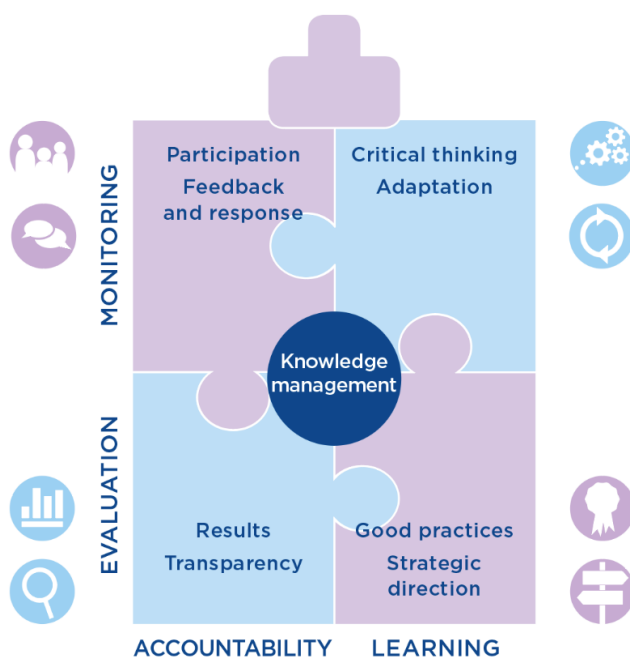 MONITORING
Participation
Feedback
and response
Critical thinking
Adaptation
Knowledge
management
EVALUATION
Results
Transparency
Good practices
Strategic
direction
ACCOUNTABILITY
LEARNING